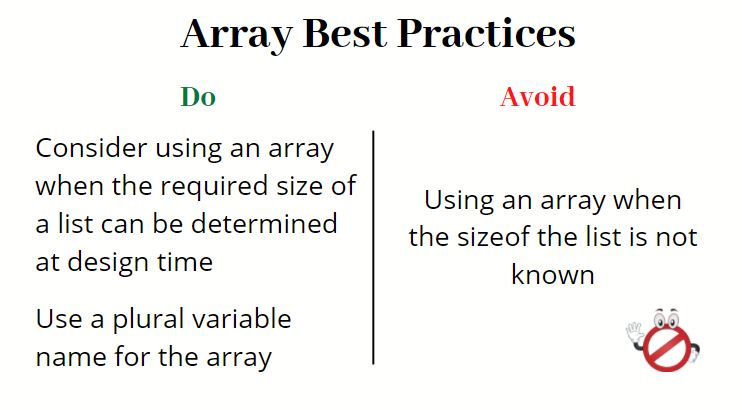 Array Best Practices
Do
Consider using an array
when the required size of
a list can be determined
at design time
Use a plural variable
name for the array
Avoid
Using an array when
the sizeof the list is not
known